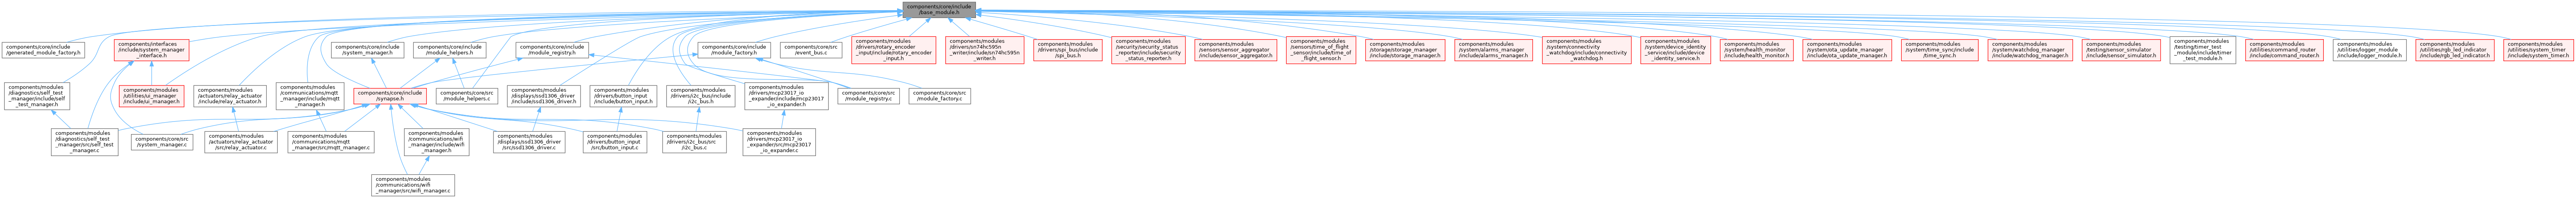 components/core/include
/base_module.h
components/core/include
/generated_module_factory.h
components/interfaces
/include/system_manager
_interface.h
components/core/include
/system_manager.h
components/core/include
/module_helpers.h
components/core/include
/module_registry.h
components/core/include
/module_factory.h
components/core/src
/event_bus.c
components/modules
/drivers/rotary_encoder
_input/include/rotary_encoder
_input.h
components/modules
/drivers/sn74hc595n
_writer/include/sn74hc595n
_writer.h
components/modules
/drivers/spi_bus/include
/spi_bus.h
components/modules
/security/security_status
_reporter/include/security
_status_reporter.h
components/modules
/sensors/sensor_aggregator
/include/sensor_aggregator.h
components/modules
/sensors/time_of_flight
_sensor/include/time_of
_flight_sensor.h
components/modules
/storage/storage_manager
/include/storage_manager.h
components/modules
/system/alarms_manager
/include/alarms_manager.h
components/modules
/system/connectivity
_watchdog/include/connectivity
_watchdog.h
components/modules
/system/device_identity
_service/include/device
_identity_service.h
components/modules
/system/health_monitor
/include/health_monitor.h
components/modules
/system/ota_update_manager
/include/ota_update_manager.h
components/modules
/system/time_sync/include
/time_sync.h
components/modules
/system/watchdog_manager
/include/watchdog_manager.h
components/modules
/testing/sensor_simulator
/include/sensor_simulator.h
components/modules
/testing/timer_test
_module/include/timer
_test_module.h
components/modules
/utilities/command_router
/include/command_router.h
components/modules
/utilities/logger_module
/include/logger_module.h
components/modules
/utilities/rgb_led_indicator
/include/rgb_led_indicator.h
components/modules
/utilities/system_timer
/include/system_timer.h
components/modules
/diagnostics/self_test
_manager/include/self
_test_manager.h
components/modules
/utilities/ui_manager
/include/ui_manager.h
components/modules
/actuators/relay_actuator
/include/relay_actuator.h
components/modules
/communications/mqtt
_manager/include/mqtt
_manager.h
components/core/include
/synapse.h
components/core/src
/module_helpers.c
components/modules
/displays/ssd1306_driver
/include/ssd1306_driver.h
components/modules
/drivers/button_input
/include/button_input.h
components/modules
/drivers/i2c_bus/include
/i2c_bus.h
components/modules
/drivers/mcp23017_io
_expander/include/mcp23017
_io_expander.h
components/core/src
/module_registry.c
components/core/src
/module_factory.c
components/modules
/diagnostics/self_test
_manager/src/self_test
_manager.c
components/core/src
/system_manager.c
components/modules
/actuators/relay_actuator
/src/relay_actuator.c
components/modules
/communications/mqtt
_manager/src/mqtt_manager.c
components/modules
/communications/wifi
_manager/include/wifi
_manager.h
components/modules
/displays/ssd1306_driver
/src/ssd1306_driver.c
components/modules
/drivers/button_input
/src/button_input.c
components/modules
/drivers/i2c_bus/src
/i2c_bus.c
components/modules
/drivers/mcp23017_io
_expander/src/mcp23017
_io_expander.c
components/modules
/communications/wifi
_manager/src/wifi_manager.c